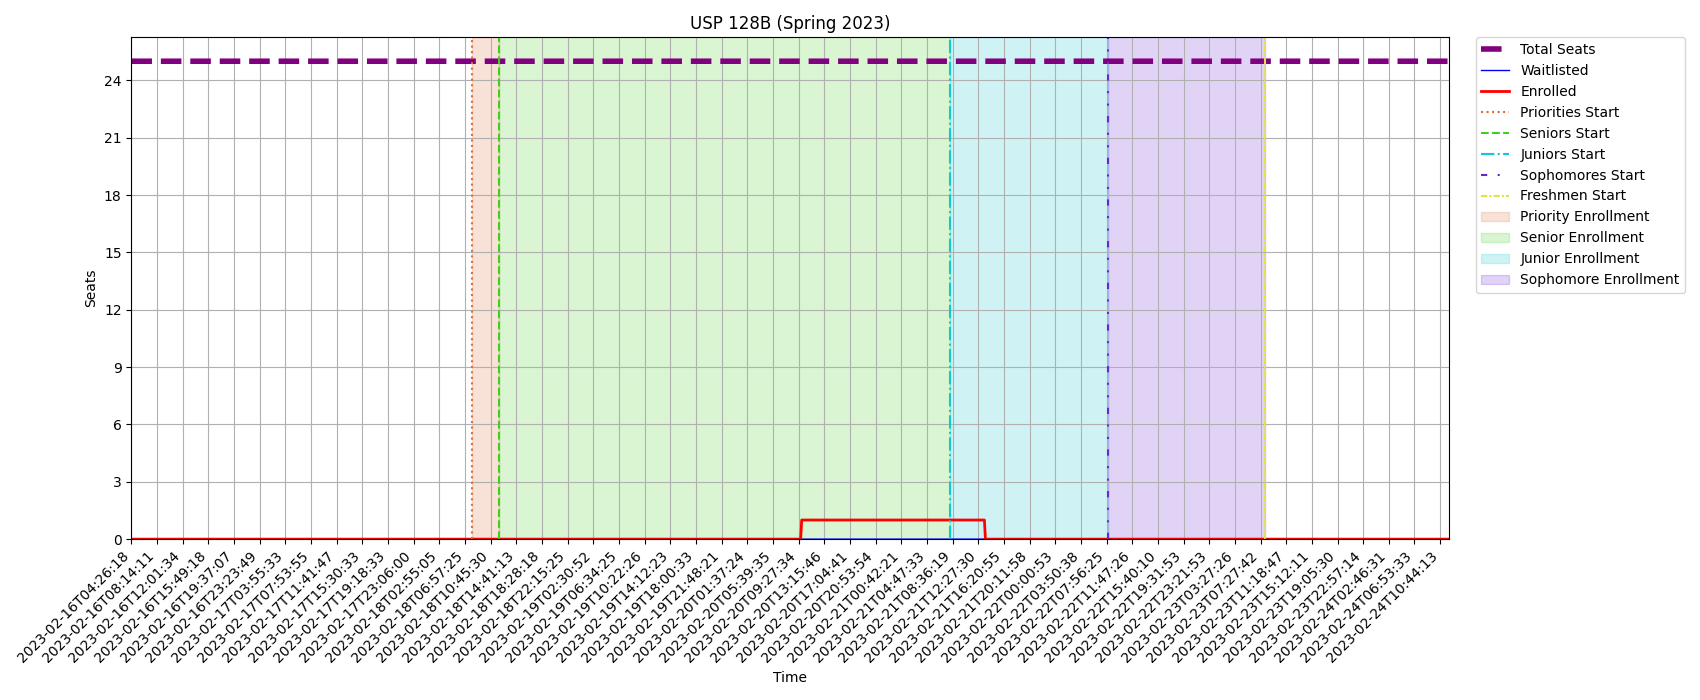 USP 128B (Spring 2023)
Total Seats
Waitlisted
Enrolled
Priorities Start
Seniors Start
Juniors Start
Sophomores Start
Freshmen Start
Priority Enrollment
Senior Enrollment
Junior Enrollment
Sophomore Enrollment
Seats
24
21
18
15
12
9
6
3
0
2023-02-16T04:26:18
2023-02-16T08:14:11
2023-02-16T12:01:34
2023-02-16T15:49:18
2023-02-16T19:37:07
2023-02-16T23:23:49
2023-02-17T03:55:33
2023-02-17T07:53:55
2023-02-17T11:41:47
2023-02-17T15:30:33
2023-02-17T19:18:33
2023-02-17T23:06:00
2023-02-18T02:55:05
2023-02-18T06:57:25
2023-02-18T10:45:30
2023-02-18T14:41:13
2023-02-18T18:28:18
2023-02-18T22:15:25
2023-02-19T02:30:52
2023-02-19T06:34:25
2023-02-19T10:22:26
2023-02-19T14:12:23
2023-02-19T18:00:33
2023-02-19T21:48:21
2023-02-20T01:37:24
2023-02-20T05:39:35
2023-02-20T09:27:34
2023-02-20T13:15:46
2023-02-20T17:04:41
2023-02-20T20:53:54
2023-02-21T00:42:21
2023-02-21T04:47:33
2023-02-21T08:36:19
2023-02-21T12:27:30
2023-02-21T16:20:55
2023-02-21T20:11:58
2023-02-22T00:00:53
2023-02-22T03:50:38
2023-02-22T07:56:25
2023-02-22T11:47:26
2023-02-22T15:40:10
2023-02-22T19:31:53
2023-02-22T23:21:53
2023-02-23T03:27:26
2023-02-23T07:27:42
2023-02-23T11:18:47
2023-02-23T15:12:11
2023-02-23T19:05:30
2023-02-23T22:57:14
2023-02-24T02:46:31
2023-02-24T06:53:33
2023-02-24T10:44:13
Time